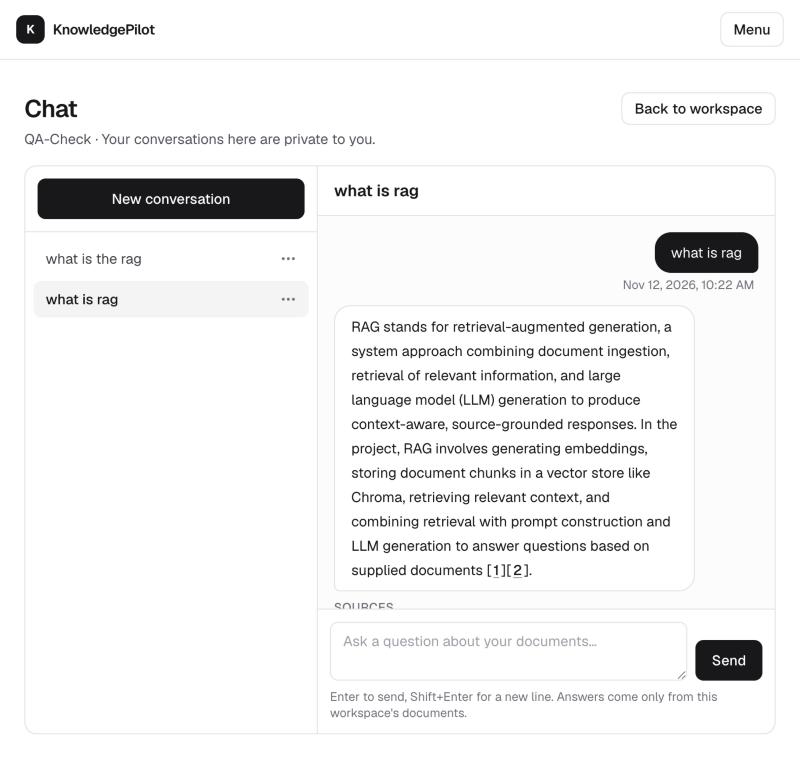 K
KnowledgePilot
Menu
Chat
Back to workspace
QA-Check · Your conversations here are private to you.
New conversation
what is the rag
what is rag
what is rag
what is rag
Nov 12, 2026, 10:22 AM
RAG stands for retrieval-augmented generation, a
system approach combining document ingestion,
retrieval of relevant information, and large
language model (LLM) generation to produce
context-aware, source-grounded responses. In the
project, RAG involves generating embeddings,
storing document chunks in a vector store like
Chroma, retrieving relevant context, and
combining retrieval with prompt construction and
LLM generation to answer questions based on
supplied documents [1][2].
SOURCES
Ask a question about your documents...
Send
Enter to send, Shift+Enter for a new line. Answers come only from this
workspace's documents.